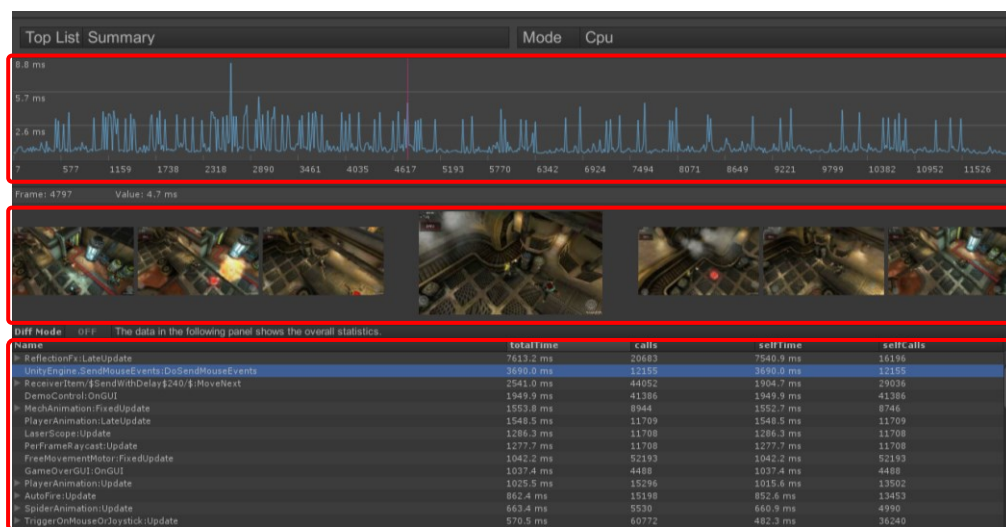 Top List Summary Mode Cpu
8.8 ms
5.7 ms
2.6 ms
7 577 1159 1738 2318 2890 3461 4035 4617 5193 5770 6342 6924 7494 8071 8649 9221 9799 10382 10952 11526
Frame: 4797 Value: 4.7 ms
Diff Mode OFF The data in the following panel shows the overall statistics.
Name totalTime calls selfTime selfCalls
ReflectionFx:LateUpdate 7613.2 ms 20683 7540.9 ms 16196
UnityEngine.SendMouseEvents:DoSendMouseEvents 3690.0 ms 12155 3690.0 ms 12155
ReceiverItem/$SendWithDelay$240/$:MoveNext 2541.0 ms 44052 1904.7 ms 29036
DemoControl:OnGUI 1949.9 ms 41386 1949.9 ms 41386
MechAnimation:FixedUpdate 1553.8 ms 8944 1552.7 ms 8746
PlayerAnimation:LateUpdate 1548.5 ms 11709 1548.5 ms 11709
LaserScope:Update 1286.3 ms 11708 1286.3 ms 11708
PerFrameRaycast:Update 1277.7 ms 11708 1277.7 ms 11708
FreeMovementMotor:FixedUpdate 1042.2 ms 52193 1042.2 ms 52193
GameOverGUI:OnGUI 1037.4 ms 4488 1037.4 ms 4488
PlayerAnimation:Update 1025.5 ms 15296 1015.6 ms 13502
AutoFire:Update 862.4 ms 15198 852.6 ms 13453
SpiderAnimation:Update 663.4 ms 5530 660.9 ms 4990
TriggerOnMouseOrJoystick:Update 570.5 ms 60772 482.3 ms 36240